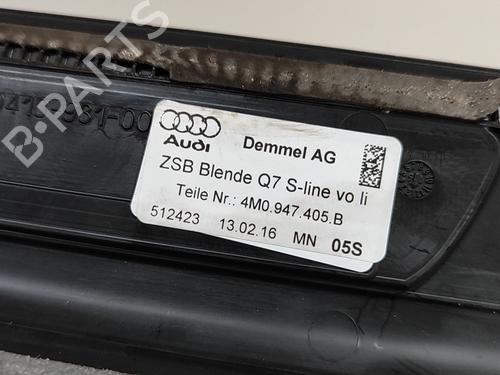 Audi
Demmel AG
ZSB Blende Q7 S-line vo li
Teile Nr.: 4M0.947.405.B
512423 13.02.16 MN 05S
B-PARTS